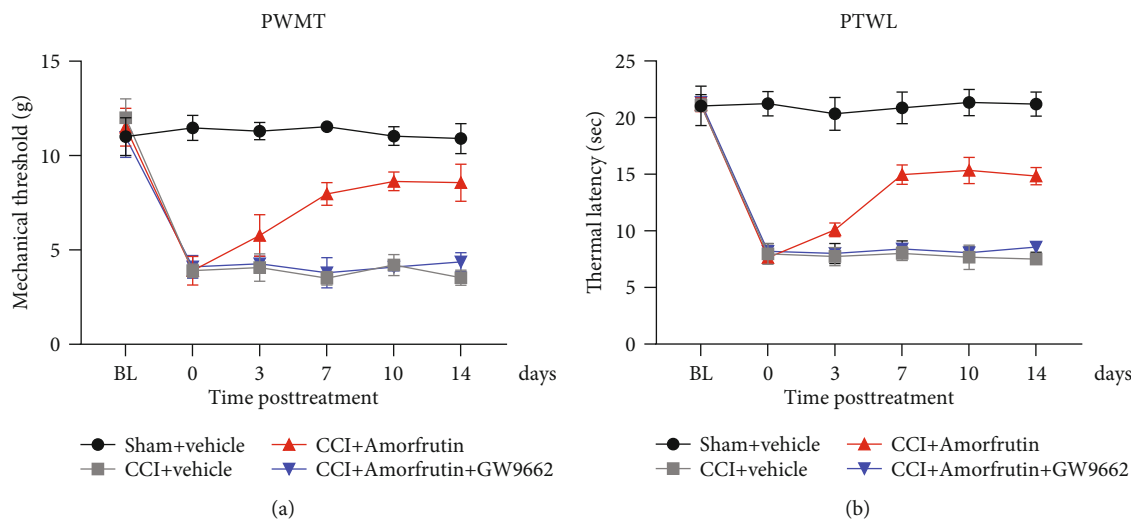 PWMT
Mechanical threshold (g)
15
10
5
0
BL 0 3 7 10 14 days
Time posttreatment
Sham+vehicle CCI+Amorfrutin
CCI+vehicle CCI+Amorfrutin+GW9662
(a)
PTWL
Thermal latency (sec)
25
20
15
10
5
0
BL 0 3 7 10 14 days
Time posttreatment
Sham+vehicle CCI+Amorfrutin
CCI+vehicle CCI+Amorfrutin+GW9662
(b)